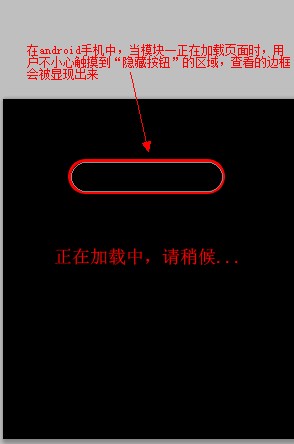 在android手机中，当模块一正在加载页面时，用
户不小心触摸到“隐藏按钮”的区域，查看的边框
会被显现出来
正在加载中，请稍候...